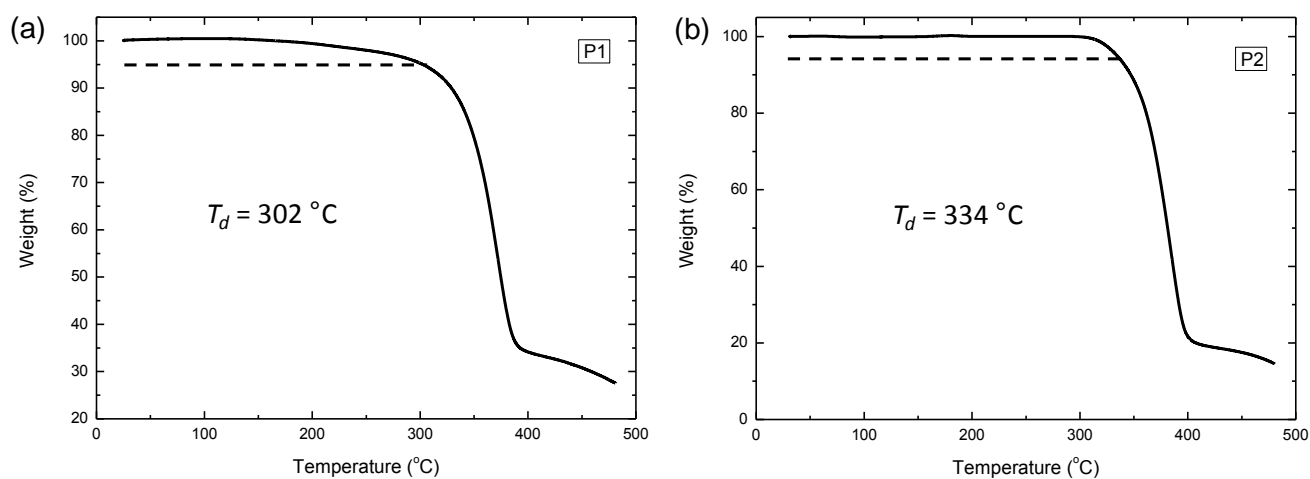 (a)
P1
100
90
80
70
60
50
40
30
20
Weight (%)
T_d = 302 °C
0 100 200 300 400 500
Temperature (°C)
(b)
P2
100
80
60
40
20
0
Weight (%)
T_d = 334 °C
0 100 200 300 400 500
Temperature (°C)